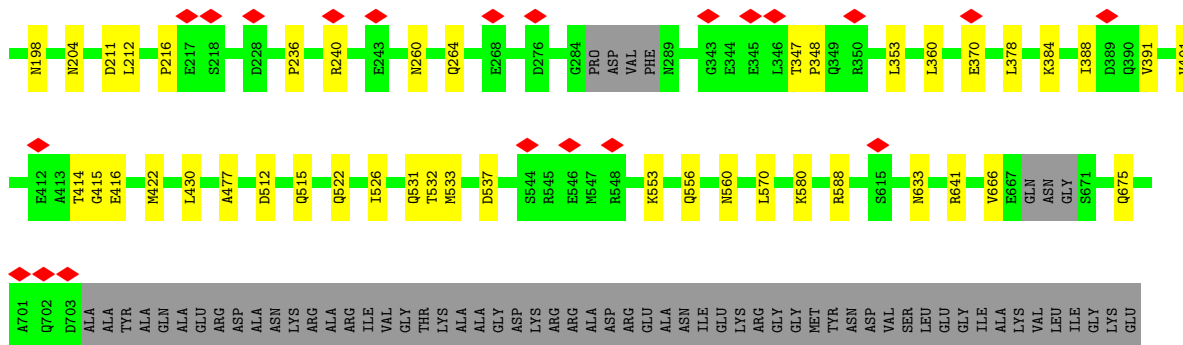 N198 N204 D211 L212 P216 E217 S218 D228 P236 R240 E243 N260 Q264 E268 D276 G284 PRO ASP VAL PHE N289 G343 E344 E345 L346 T347 P348 Q349 R350 L353 L360 E370 L378 K384 I388 D389 Q390 V391
E412 A413 T414 G415 E416 M422 L430 A477 D512 Q515 Q522 I526 Q531 T532 M533 D537 S544 R545 E546 M547 R548 K553 Q556 N560 L570 K580 R588 S615 N633 R641 V666 E667 GLN ASN GLY S671 Q675
A701 Q702 D703 ALA ALA TYR ALA GLN ALA GLU ARG ASP ALA ASN LYS ARG ALA ARG ILE VAL GLY THR LYS ALA ALA GLY ASP LYS ARG ARG ALA ASP ARG GLU ALA ASN ILE GLU LYS ARG GLY GLY MET TYR ASN ASP VAL SER LEU GLU GLY ILE ALA LYS VAL LEU ILE GLY LYS GLU